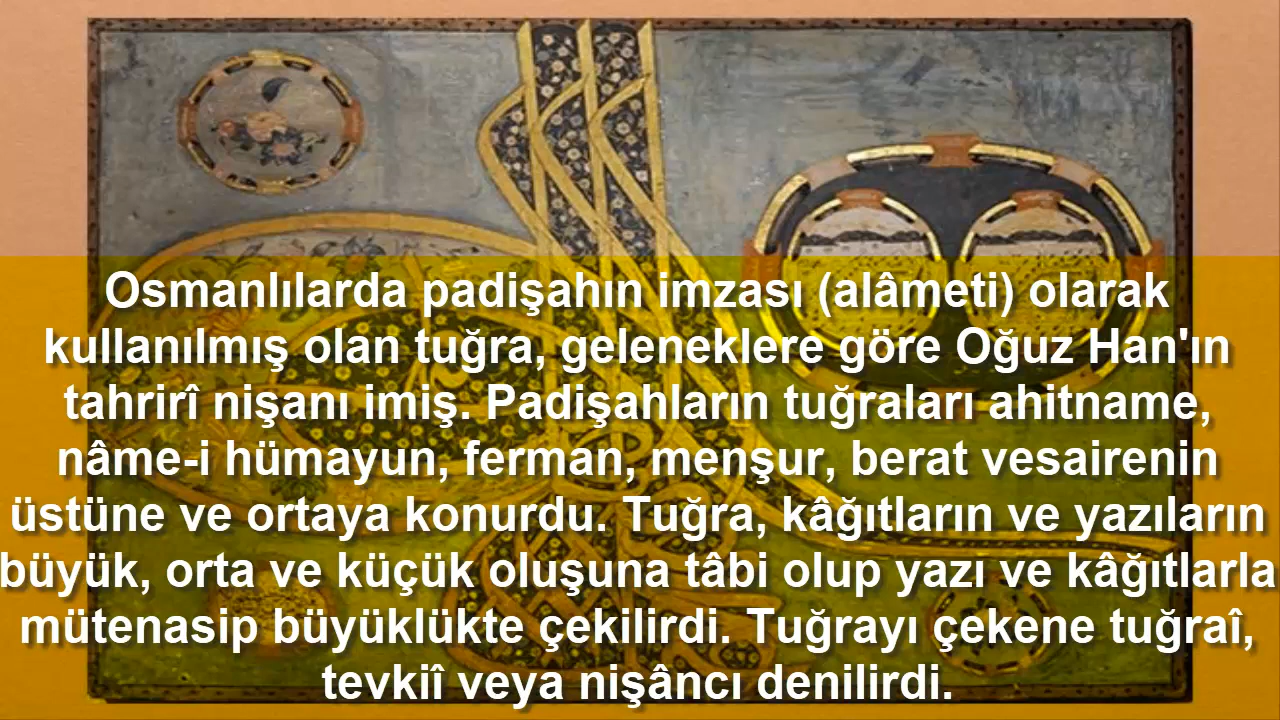 Osmanlılarda padişahın imzası (alâmeti) olarak
kullanılmış olan tuğra, geleneklere göre Oğuz Han'ın
tahrirî nişanı imiş. Padişahların tuğraları ahitname,
nâme-i hümayun, ferman, menşur, berat vesairenin
üstüne ve ortaya konurdu. Tuğra, kâğıtların ve yazıların
büyük, orta ve küçük oluşuna tâbi olup yazı ve kâğıtlarla
mütenasip büyüklükte çekilirdi. Tuğrayı çekene tuğraî,
tevkiî veya nişâncı denilirdi.